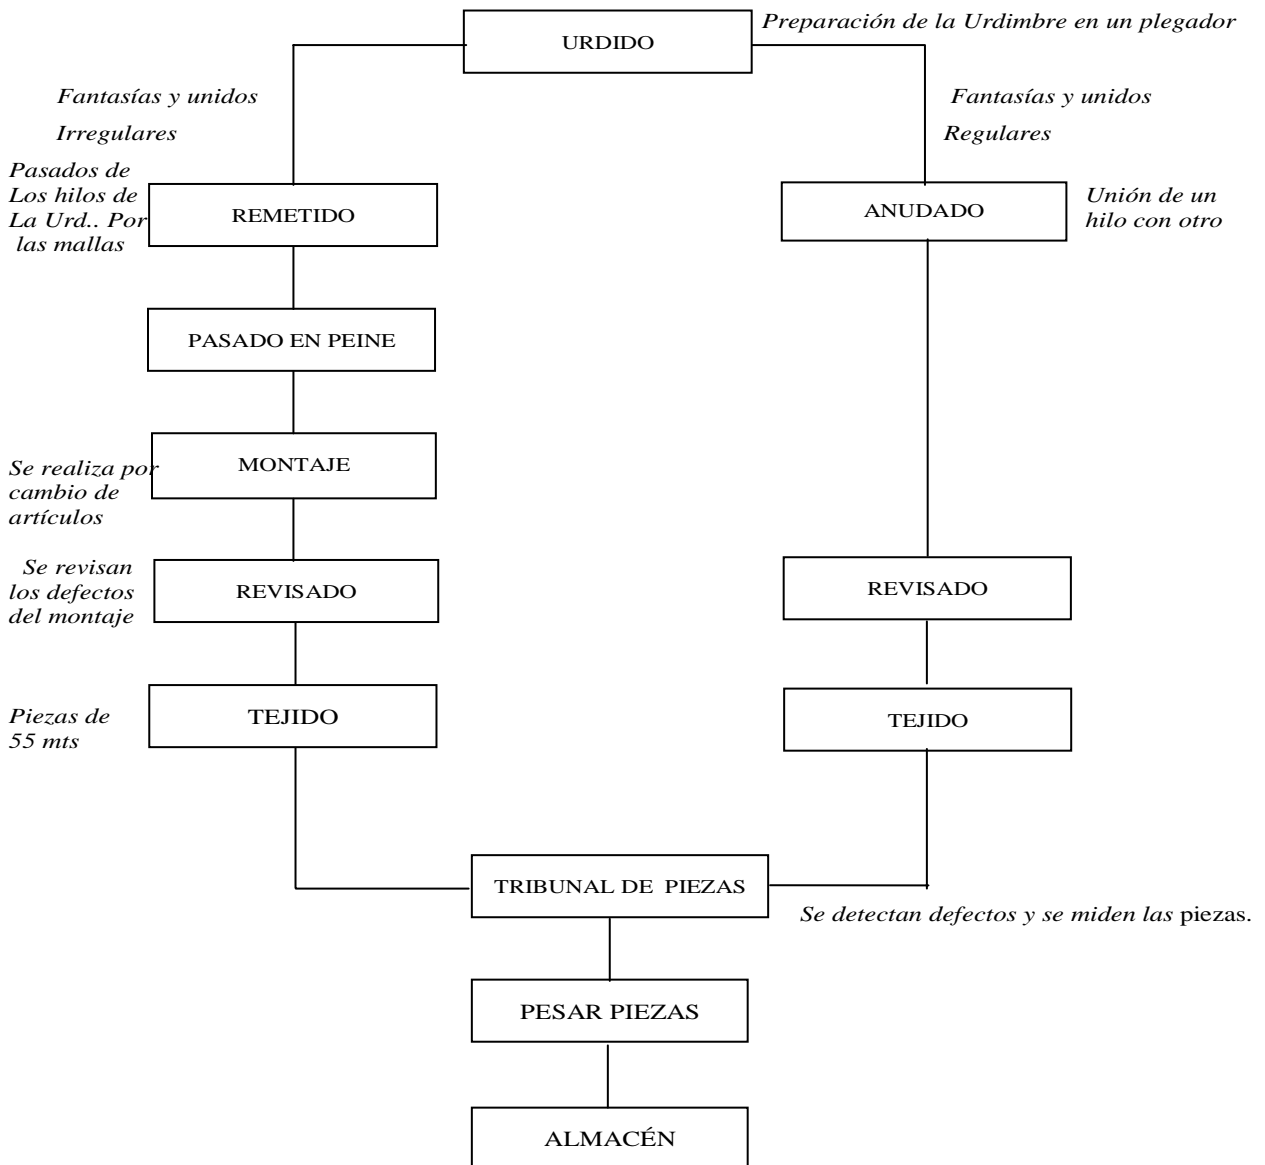 Preparación de la Urdimbre en un plegador
URDIDO
Fantasías y unidos
Irregulares
Fantasías y unidos
Regulares
Pasados de
Los hilos de
La Urd.. Por
las mallas
REMETIDO
ANUDADO
Unión de un
hilo con otro
PASADO EN PEINE
MONTAJE
Se realiza por
cambio de
artículos
Se revisan
los defectos
del montaje
REVISADO
REVISADO
TEJIDO
TEJIDO
Piezas de
55 mts
TRIBUNAL DE PIEZAS
Se detectan defectos y se miden las piezas.
PESAR PIEZAS
ALMACÉN